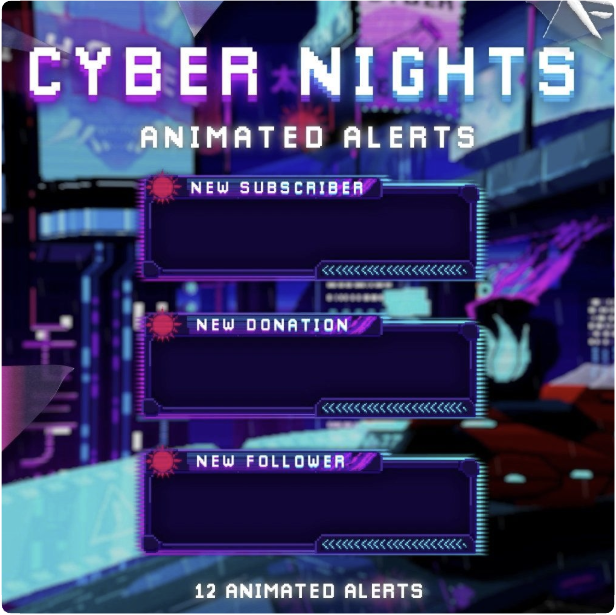 CYBER NIGHTS
ANIMATED ALERTS
NEW SUBSCRIBER
NEW DONATION
NEW FOLLOWER
12 ANIMATED ALERTS